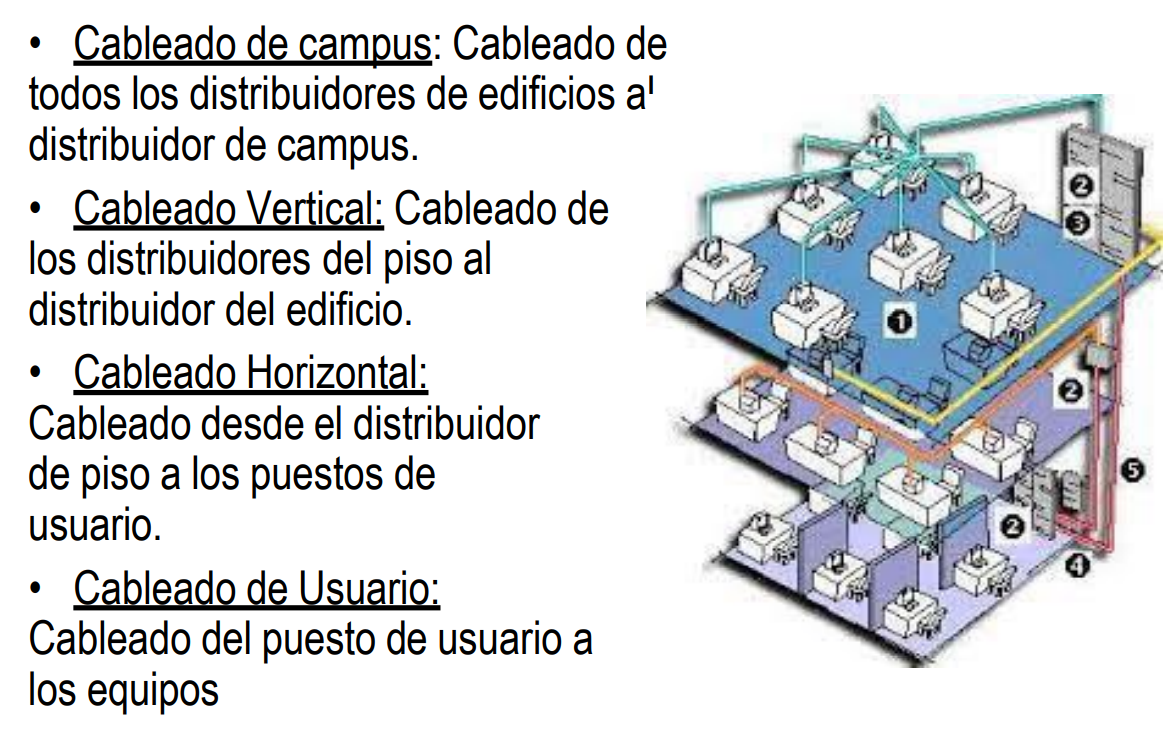 • Cableado de campus: Cableado de
todos los distribuidores de edificios al
distribuidor de campus.
• Cableado Vertical: Cableado de
los distribuidores del piso al
distribuidor del edificio.
• Cableado Horizontal:
Cableado desde el distribuidor
de piso a los puestos de
usuario.
• Cableado de Usuario:
Cableado del puesto de usuario a
los equipos
2
3
1
2
5
2
4